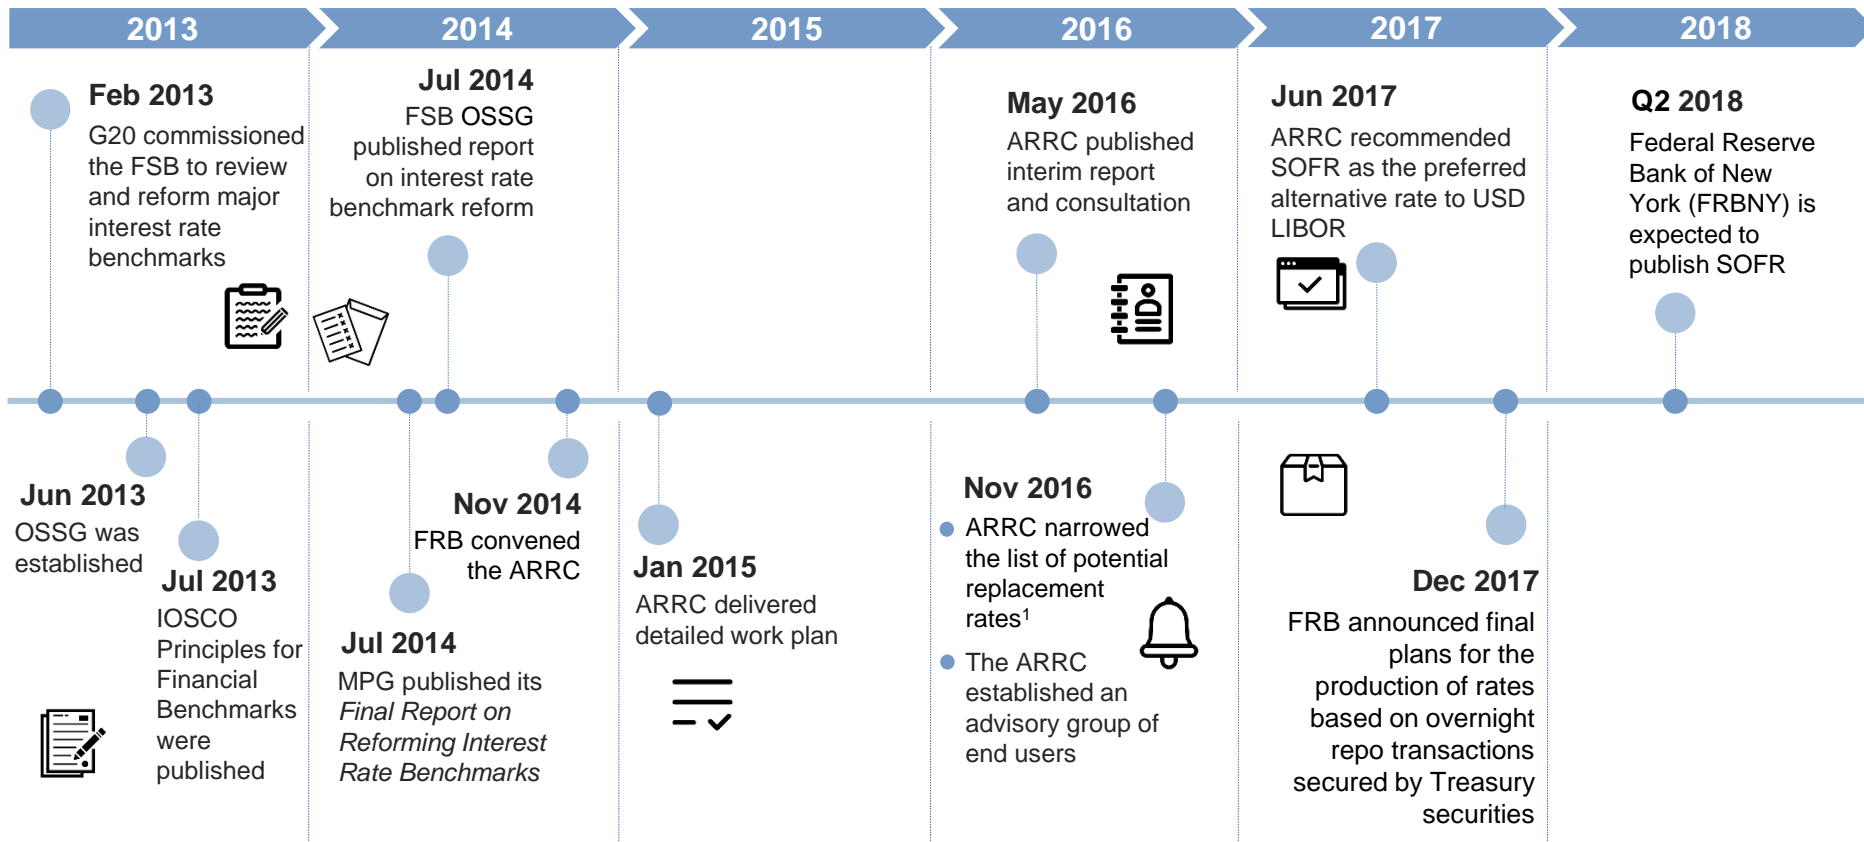 2013
2014
2015
2016
2017
2018
Feb 2013
G20 commissioned
the FSB to review
and reform major
interest rate
benchmarks
Jun 2013
OSSG was
established
Jul 2013
IOSCO
Principles for
Financial
Benchmarks
were
published
Jul 2014
FSB OSSG
published report
on interest rate
benchmark reform
Jul 2014
MPG published its
Final Report on
Reforming Interest
Rate Benchmarks
Nov 2014
FRB convened
the ARRC
Jan 2015
ARRC delivered
detailed work plan
May 2016
ARRC published
interim report
and consultation
Nov 2016
ARRC narrowed
the list of potential
replacement
rates¹
The ARRC
established an
advisory group of
end users
Jun 2017
ARRC recommended
SOFR as the preferred
alternative rate to USD
LIBOR
Dec 2017
FRB announced final
plans for the
production of rates
based on overnight
repo transactions
secured by Treasury
securities
Q2 2018
Federal Reserve
Bank of New
York (FRBNY) is
expected to
publish SOFR